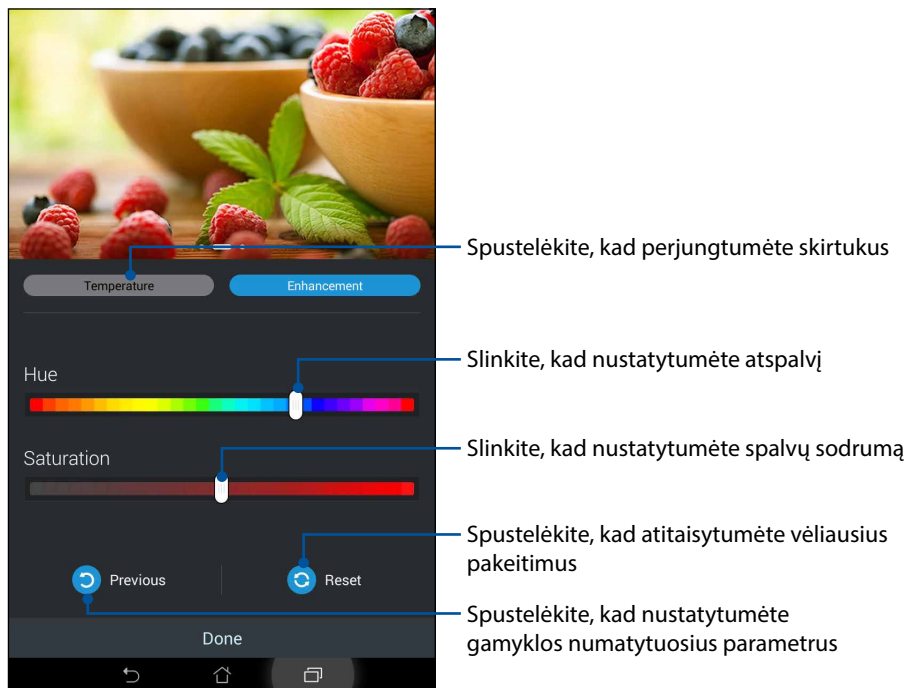 Spustelėkite, kad perjungtumėte skirtukus
Temperature
Enhancement
Slinkite, kad nustatytumėte atspalvį
Hue
Slinkite, kad nustatytumėte spalvų sodrumą
Saturation
Spustelėkite, kad atitaisytumėte vėliausius
pakeitimus
Previous
Reset
Spustelėkite, kad nustatytumėte
gamyklos numatytuosius parametrus
Done